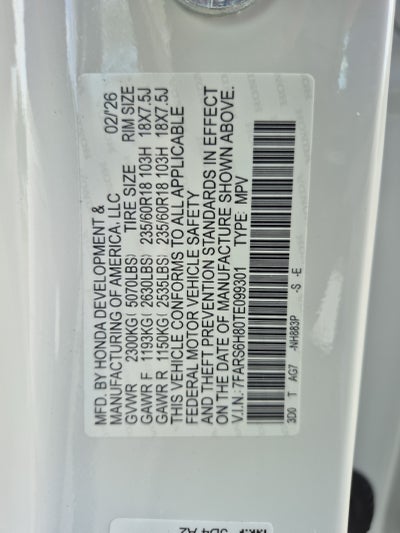 MFD. BY HONDA DEVELOPMENT &
MANUFACTURING OF AMERICA, LLC 02/26
GVWR 2300KG( 5070LBS) TIRE SIZE RIM SIZE
GAWR F 1193KG( 2630LBS) 235/60R18 103H 18X7.5J
GAWR R 1150KG( 2535LBS) 235/60R18 103H 18X7.5J
THIS VEHICLE CONFORMS TO ALL APPLICABLE
FEDERAL MOTOR VEHICLE SAFETY
AND THEFT PREVENTION STANDARDS IN EFFECT
ON THE DATE OF MANUFACTURE SHOWN ABOVE.
V.I.N.: 7FARS6H80TE099301 TYPE: MPV
3D0 T AG7 -NH883P -S -E